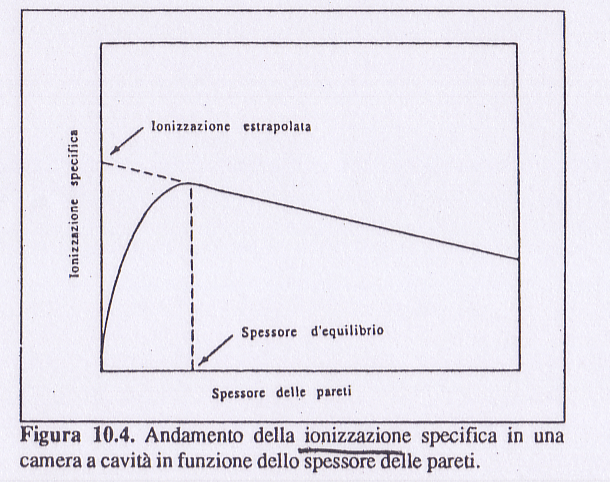 Ionizzazione estrapolata
Ionizzazione specifica
Spessore d'equilibrio
Spessore delle pareti
Figura 10.4. Andamento della ionizzazione specifica in una
camera a cavità in funzione dello spessore delle pareti.